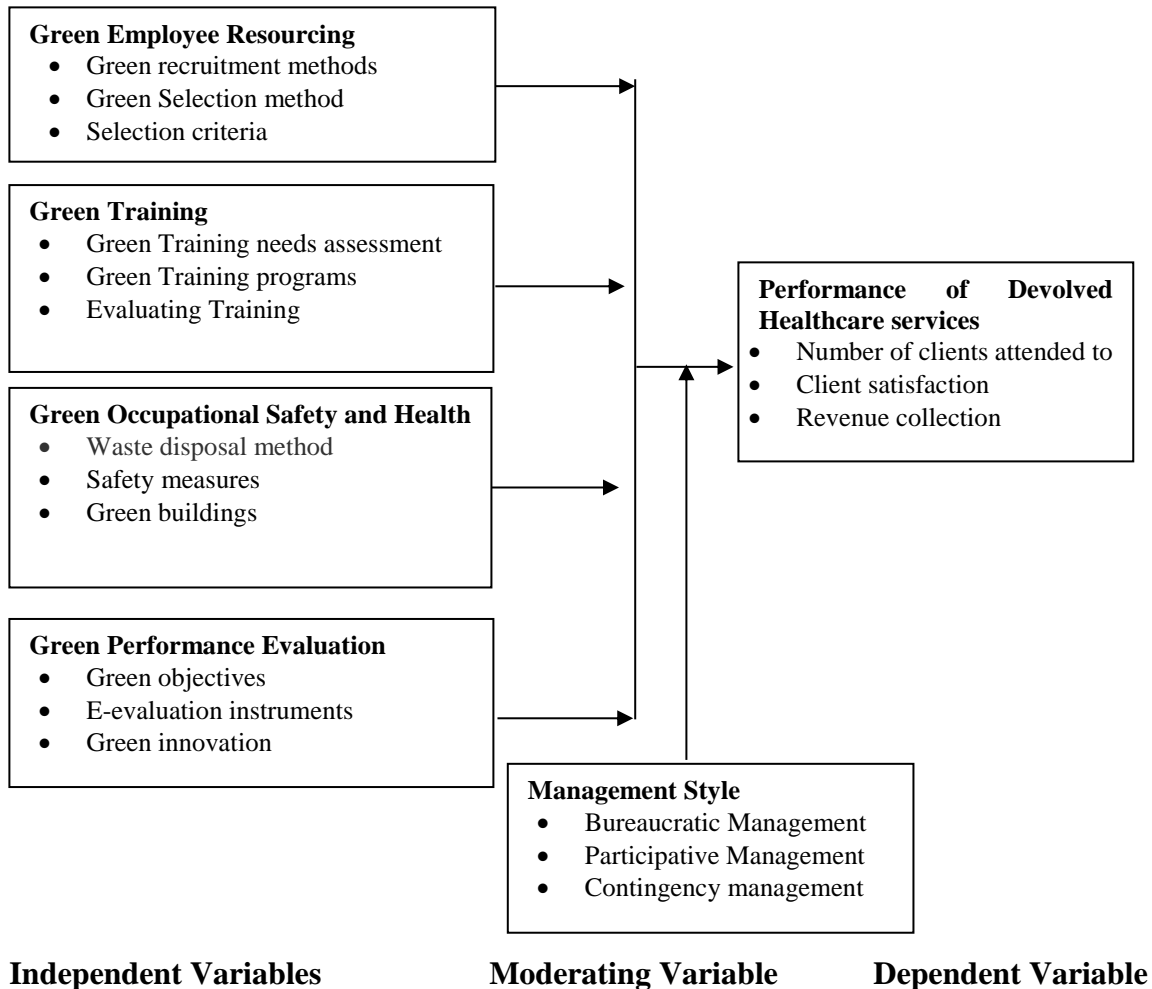 Green Employee Resourcing
• Green recruitment methods
• Green Selection method
• Selection criteria
Green Training
• Green Training needs assessment
• Green Training programs
• Evaluating Training
Green Occupational Safety and Health
• Waste disposal method
• Safety measures
• Green buildings
Green Performance Evaluation
• Green objectives
• E-evaluation instruments
• Green innovation
Management Style
• Bureaucratic Management
• Participative Management
• Contingency management
Performance of Devolved
Healthcare services
• Number of clients attended to
• Client satisfaction
• Revenue collection
Independent Variables Moderating Variable Dependent Variable